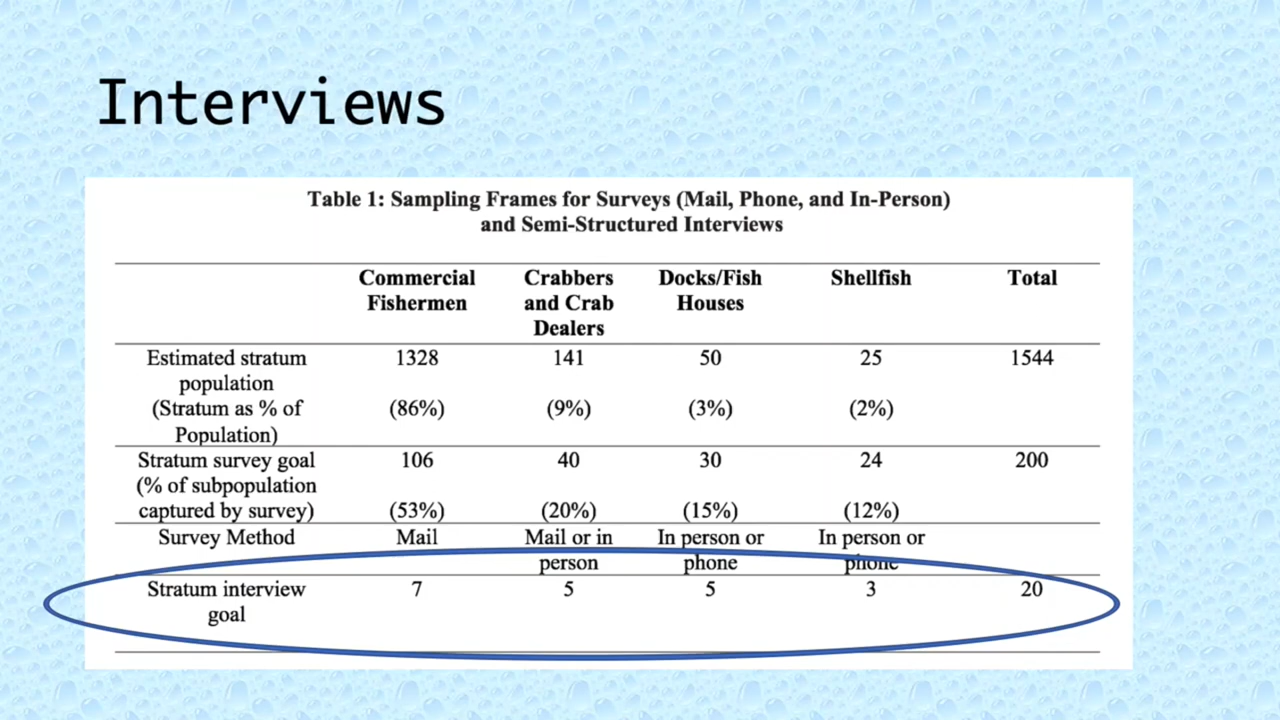 Interviews
Table 1: Sampling Frames for Surveys (Mail, Phone, and In-Person)
and Semi-Structured Interviews
Commercial Fishermen
Crabbers and Crab Dealers
Docks/Fish Houses
Shellfish
Total
Estimated stratum population
1328
141
50
25
1544
(Stratum as % of Population)
(86%)
(9%)
(3%)
(2%)
Stratum survey goal
106
40
30
24
200
(% of subpopulation captured by survey)
(53%)
(20%)
(15%)
(12%)
Survey Method
Mail
Mail or in person
In person or phone
In person or phone
Stratum interview goal
7
5
5
3
20